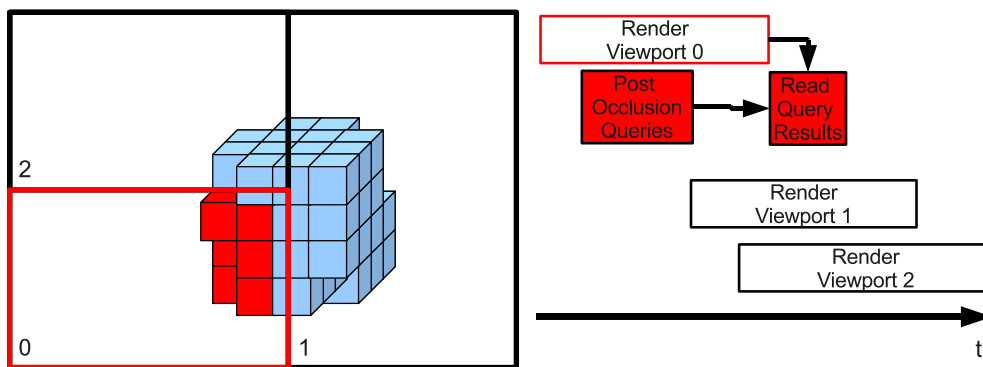 2
0
1
Render
Viewport 0
Post
Occlusion
Queries
Read
Query
Results
Render
Viewport 1
Render
Viewport 2
t